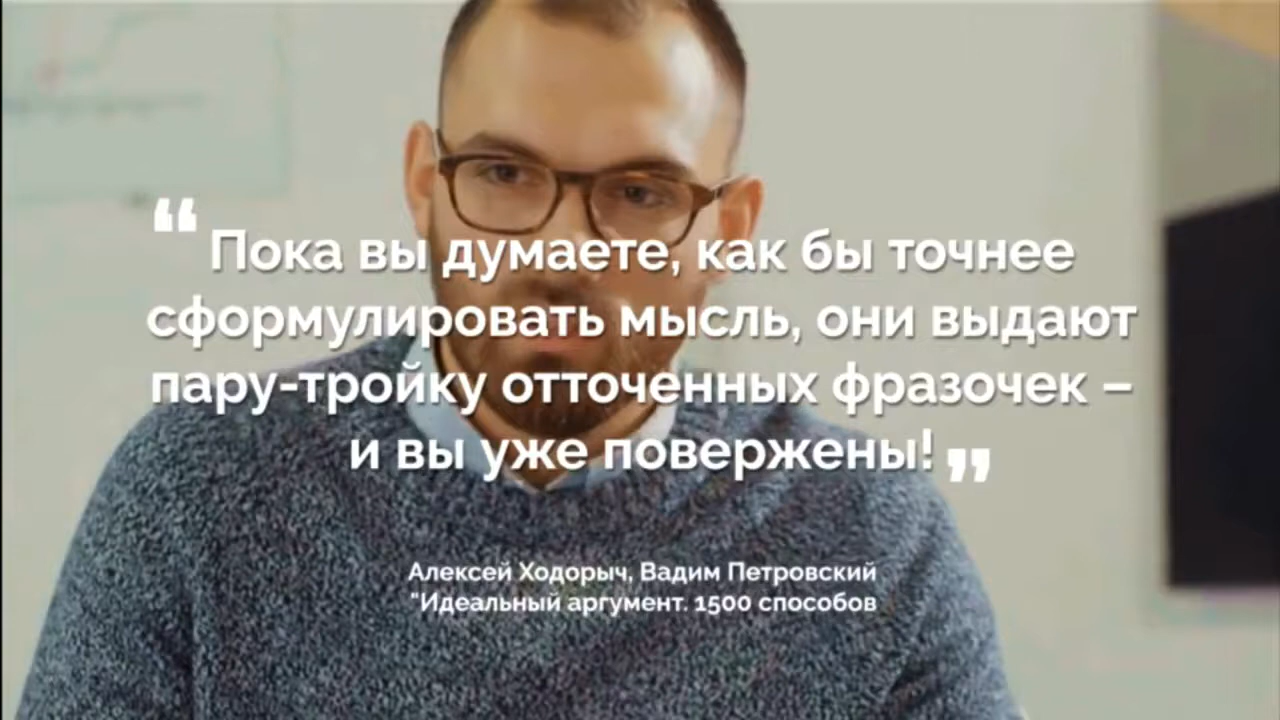 “Пока вы думаете, как бы точнее
сформулировать мысль, они выдают
пару-тройку отточенных фразочек –
и вы уже повержены!”
Алексей Ходорыч, Вадим Петровский
"Идеальный аргумент. 1500 способов